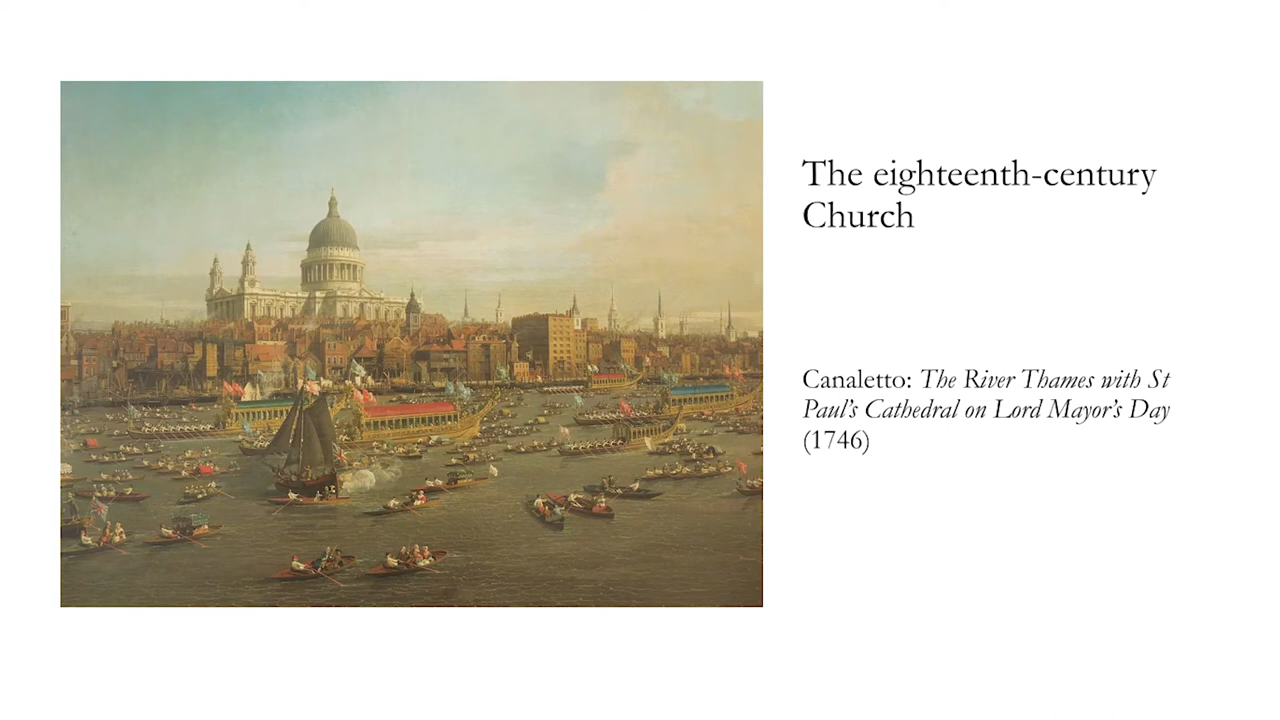 The eighteenth-century
Church
Canaletto: The River Thames with St
Paul’s Cathedral on Lord Mayor’s Day
(1746)